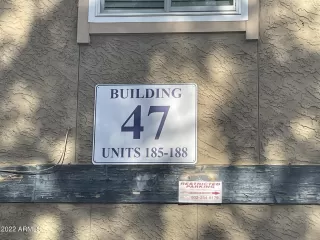 BUILDING
47
UNITS 185-188
RESTRICTED
PARKING
2022 ARMLS